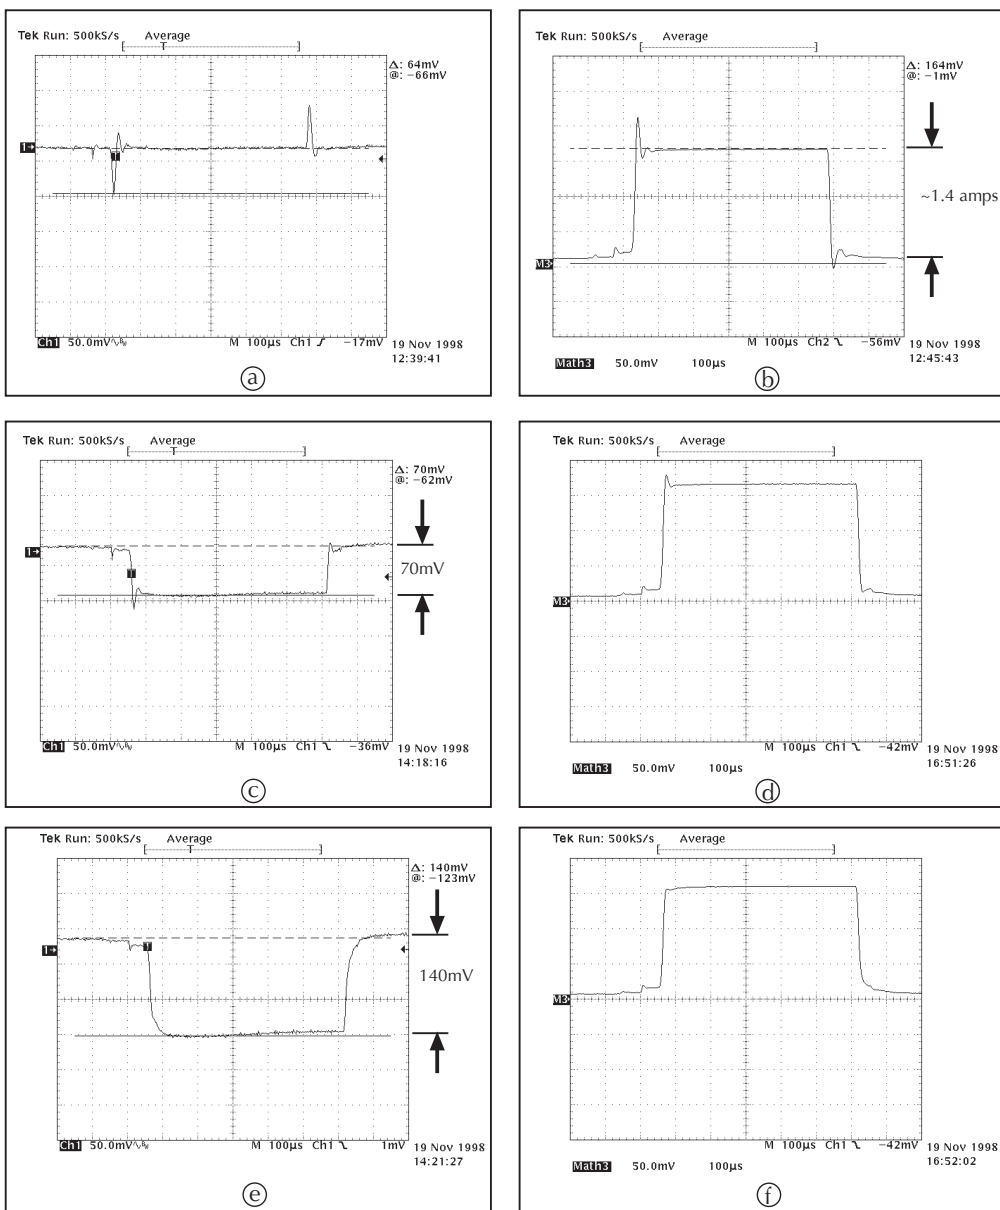 Tek Run: 500kS/s Average
Δ: 64mV
@: −66mV
1→
T
Ch1 50.0mV∿ᴮw M 100µs Ch1 ƒ −17mV
19 Nov 1998
12:39:41
a
Tek Run: 500kS/s Average
Δ: 164mV
@: −1mV
~1.4 amps
M3
M 100µs Ch2 −56mV
19 Nov 1998
12:45:43
Math3 50.0mV 100µs
b
Tek Run: 500kS/s Average
T
Δ: 70mV
@: −62mV
1→
T
70mV
Ch1 50.0mV∿ᴮw M 100µs Ch1 −36mV
19 Nov 1998
14:18:16
c
Tek Run: 500kS/s Average
M3
M 100µs Ch1 −42mV
19 Nov 1998
16:51:26
Math3 50.0mV 100µs
d
Tek Run: 500kS/s Average
T
Δ: 140mV
@: −123mV
1→
T
140mV
Ch1 50.0mV∿ᴮw M 100µs Ch1 1mV
19 Nov 1998
14:21:27
e
Tek Run: 500kS/s Average
M3
M 100µs Ch1 −42mV
19 Nov 1998
16:52:02
Math3 50.0mV 100µs
f